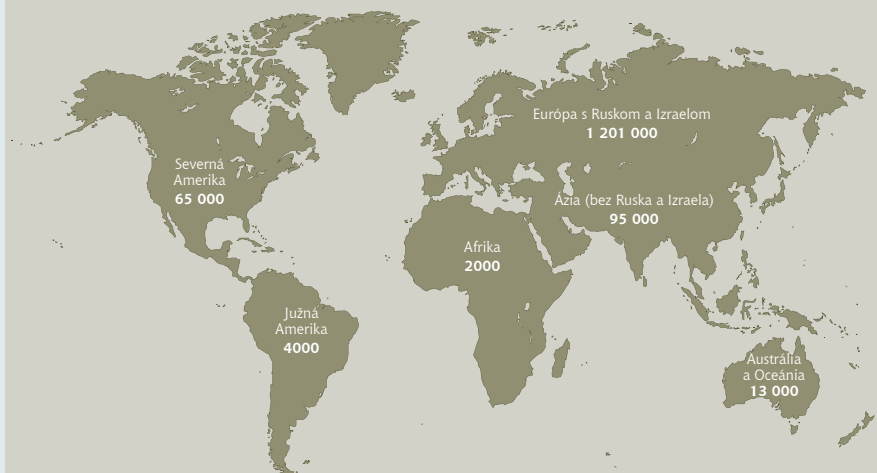 Európa s Ruskom a Izraelom
1 201 000
Severná
Amerika
65 000
Ázia (bez Ruska a Izraela)
95 000
Afrika
2000
Južná
Amerika
4000
Austrália
a Oceánia
13 000